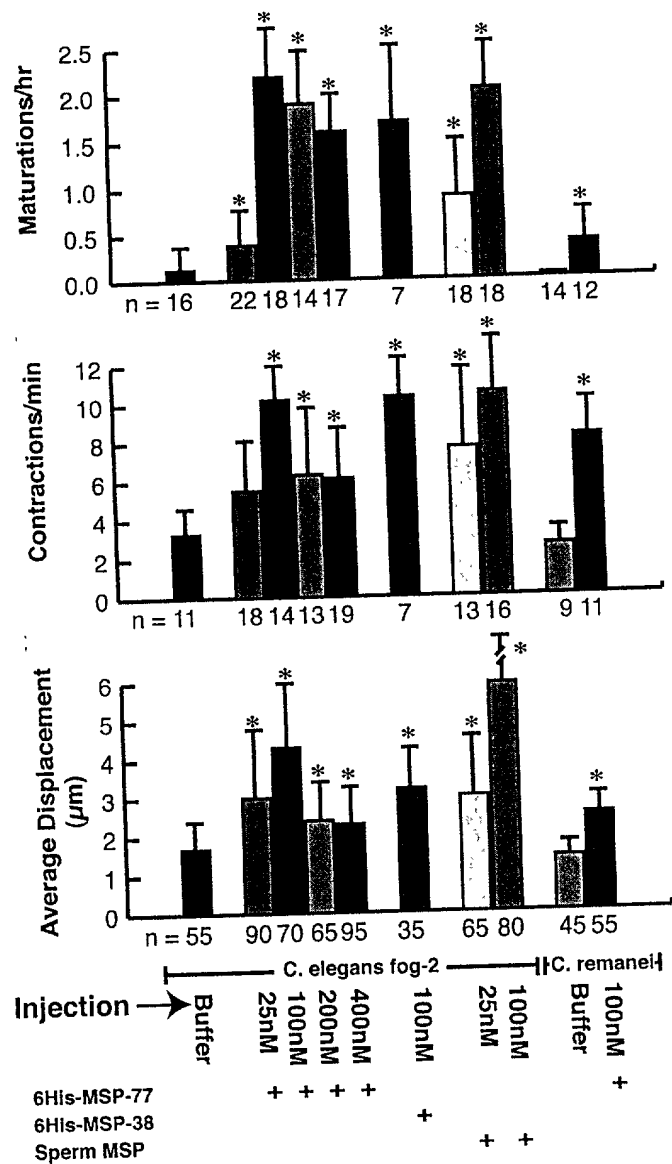 * * * * * * * *
Maturations/hr
2.5
2.0
1.5
1.0
0.5
0.0
n = 16 22 18 14 17 7 18 18 14 12
* * * * * * *
Contractions/min
12
10
8
6
4
2
0
n = 11 18 14 13 19 7 13 16 9 11
* * * * * * * *
Average Displacement
(µm)
6
5
4
3
2
1
0
n = 55 90 70 65 95 35 65 80 45 55
C. elegans fog-2 C. remanei
Injection
Buffer
25nM
100nM
200nM
400nM
100nM
25nM
100nM
Buffer
100nM
6His-MSP-77 + + + + +
6His-MSP-38 +
Sperm MSP + +